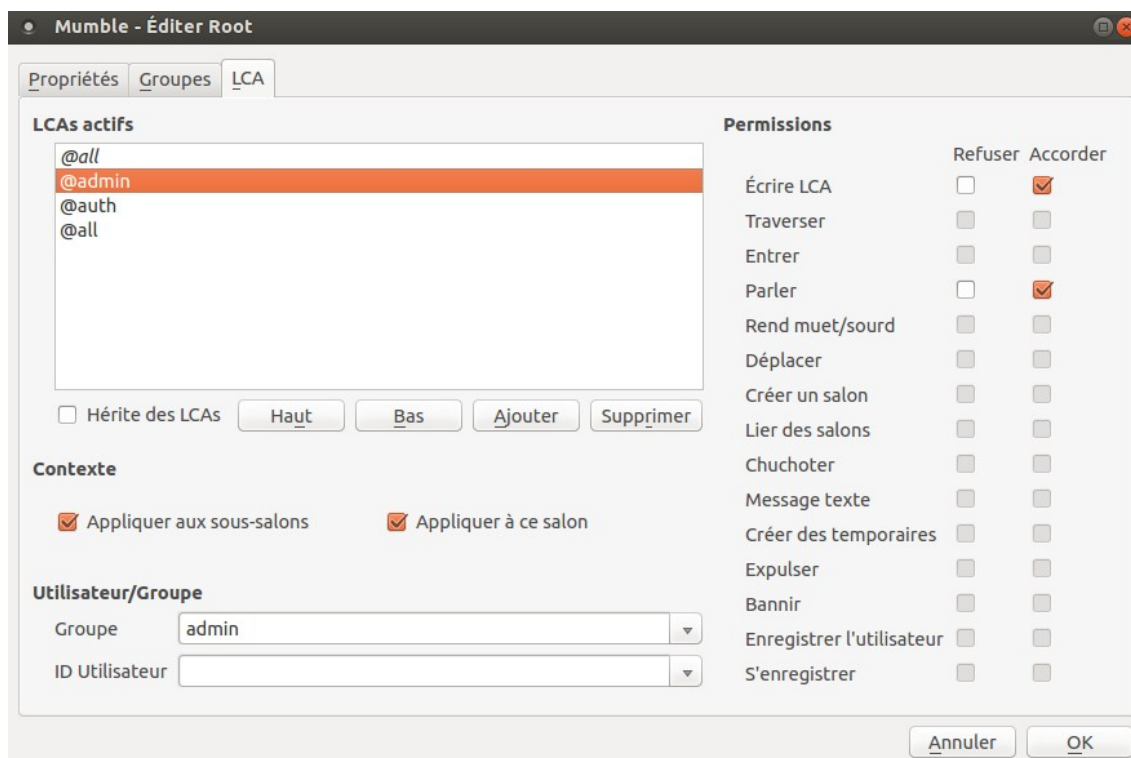 Mumble - Éditer Root
Propriétés Groupes LCA
LCAs actifs
@all
@admin
@auth
@all
Hérite des LCAs Haut Bas Ajouter Supprimer
Contexte
Appliquer aux sous-salons Appliquer à ce salon
Utilisateur/Groupe
Groupe admin
ID Utilisateur
Permissions
Refuser Accorder
Écrire LCA
Traverser
Entrer
Parler
Rend muet/sourd
Déplacer
Créer un salon
Lier des salons
Chuchoter
Message texte
Créer des temporaires
Expulser
Bannir
Enregistrer l'utilisateur
S'enregistrer
Annuler OK